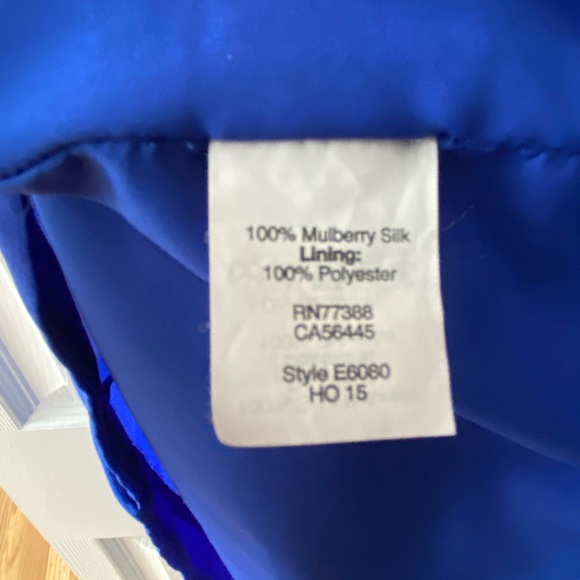 100% Mulberry Silk
Lining:
100% Polyester
RN77388
CA56445
Style E6080
HO 15